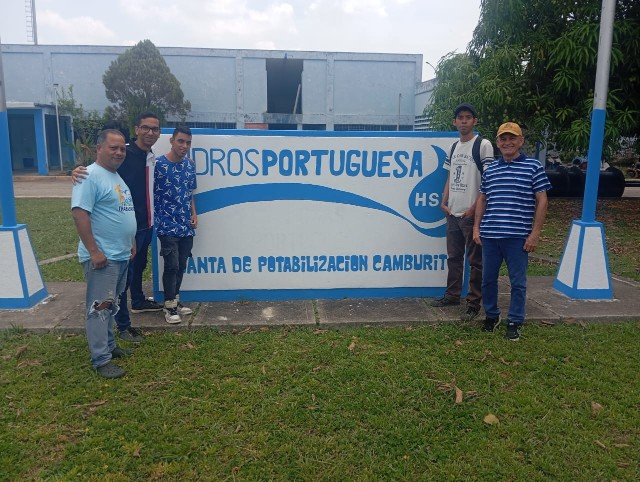 DROSPORTUGUESA
HS
ANTA DE POTABILIZACION CAMBURIT